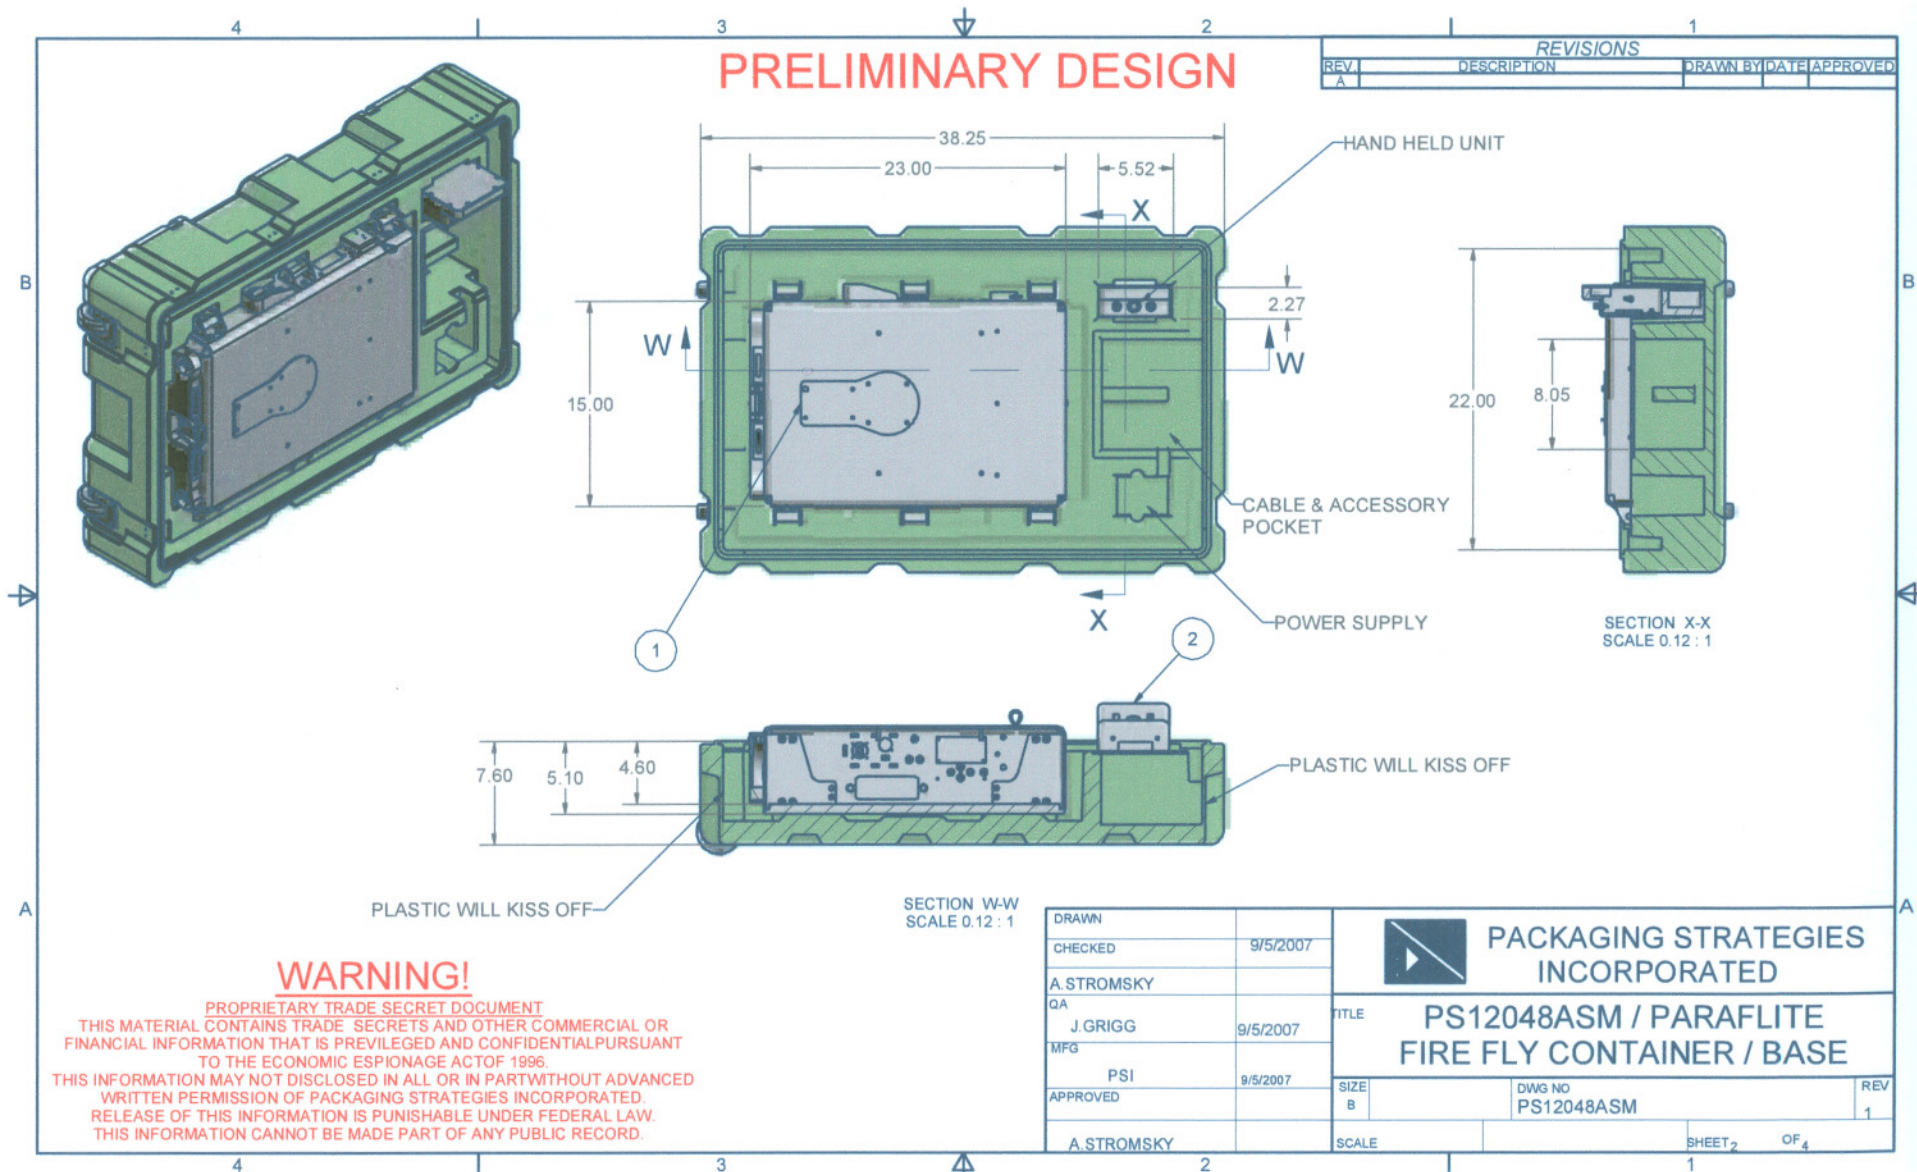 4
3
2
1
PRELIMINARY DESIGN
REVISIONS
REV.
DESCRIPTION
DRAWN BY
DATE
APPROVED
A
38.25
23.00
5.52
HAND HELD UNIT
X
B
B
2.27
W
W
15.00
22.00
8.05
CABLE & ACCESSORY
POCKET
X
POWER SUPPLY
SECTION X-X
SCALE 0.12 : 1
1
2
7.60
5.10
4.60
PLASTIC WILL KISS OFF
PLASTIC WILL KISS OFF
SECTION W-W
SCALE 0.12 : 1
A
A
WARNING!
PROPRIETARY TRADE SECRET DOCUMENT
THIS MATERIAL CONTAINS TRADE SECRETS AND OTHER COMMERCIAL OR
FINANCIAL INFORMATION THAT IS PREVILEGED AND CONFIDENTIALPURSUANT
TO THE ECONOMIC ESPIONAGE ACTOF 1996.
THIS INFORMATION MAY NOT DISCLOSED IN ALL OR IN PARTWITHOUT ADVANCED
WRITTEN PERMISSION OF PACKAGING STRATEGIES INCORPORATED.
RELEASE OF THIS INFORMATION IS PUNISHABLE UNDER FEDERAL LAW.
THIS INFORMATION CANNOT BE MADE PART OF ANY PUBLIC RECORD.
DRAWN
CHECKED
9/5/2007
A.STROMSKY
QA
J.GRIGG
9/5/2007
MFG
PSI
9/5/2007
APPROVED
A.STROMSKY
PACKAGING STRATEGIES
INCORPORATED
TITLE
PS12048ASM / PARAFLITE
FIRE FLY CONTAINER / BASE
SIZE
B
DWG NO
PS12048ASM
REV
1
SCALE
SHEET 2 OF 4
4
3
2
1